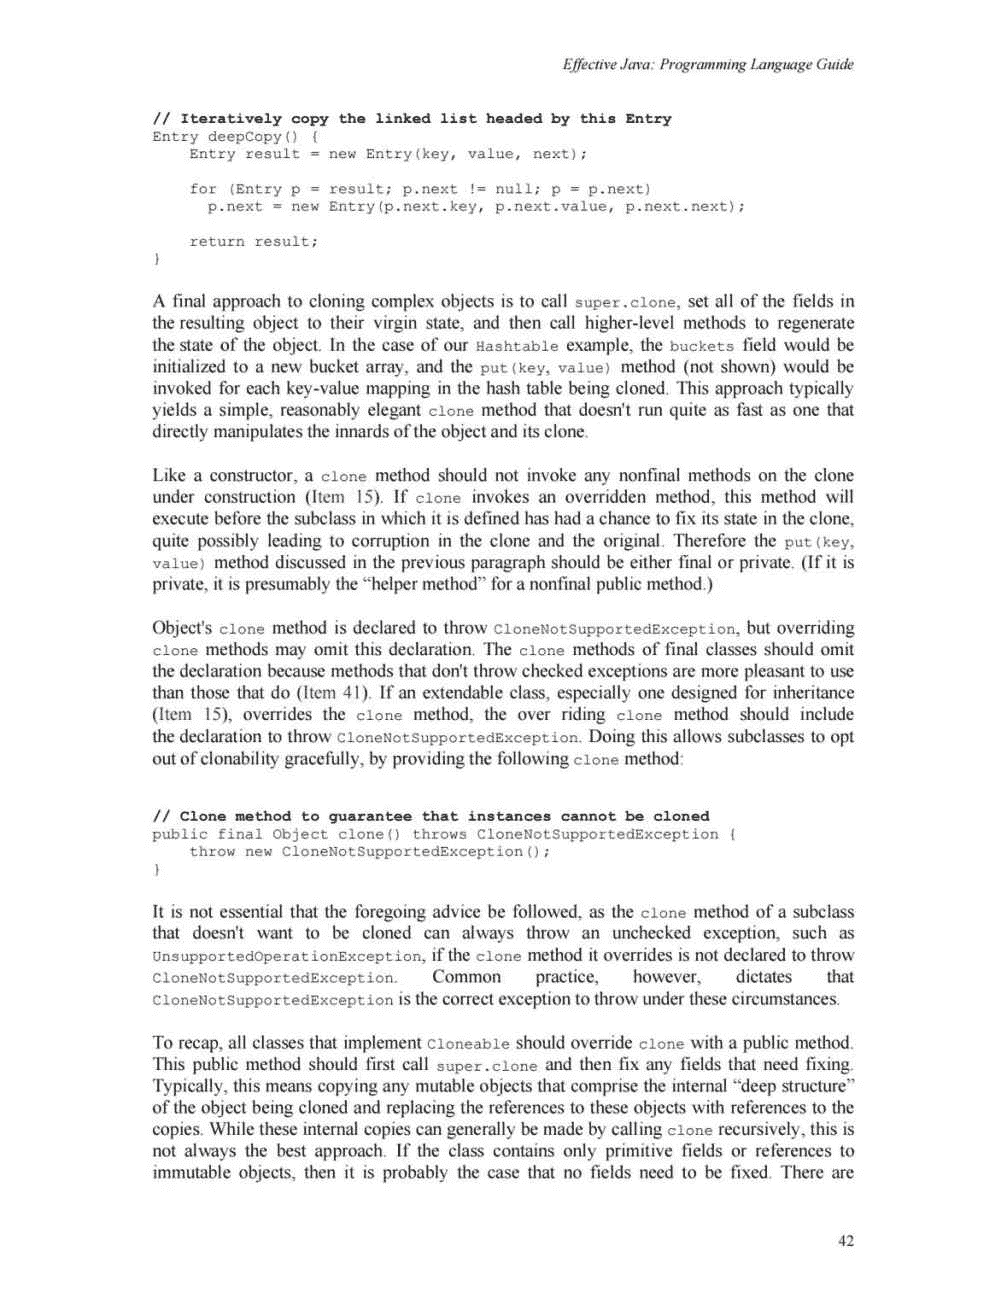 Effective Java: Programming Language Guide
// Iteratively copy the linked list headed by this Entry
Entry deepCopy() {
Entry result = new Entry(key, value, next);
for (Entry p = result; p.next != null; p = p.next)
p.next = new Entry(p.next.key, p.next.value, p.next.next);
return result;
}
A final approach to cloning complex objects is to call super.clone, set all of the fields in
the resulting object to their virgin state, and then call higher-level methods to regenerate
the state of the object. In the case of our Hashtable example, the buckets field would be
initialized to a new bucket array, and the put(key, value) method (not shown) would be
invoked for each key-value mapping in the hash table being cloned. This approach typically
yields a simple, reasonably elegant clone method that doesn't run quite as fast as one that
directly manipulates the innards of the object and its clone.
Like a constructor, a clone method should not invoke any nonfinal methods on the clone
under construction (Item 15). If clone invokes an overridden method, this method will
execute before the subclass in which it is defined has had a chance to fix its state in the clone,
quite possibly leading to corruption in the clone and the original. Therefore the put(key,
value) method discussed in the previous paragraph should be either final or private. (If it is
private, it is presumably the “helper method” for a nonfinal public method.)
Object's clone method is declared to throw CloneNotSupportedException, but overriding
clone methods may omit this declaration. The clone methods of final classes should omit
the declaration because methods that don't throw checked exceptions are more pleasant to use
than those that do (Item 41). If an extendable class, especially one designed for inheritance
(Item 15), overrides the clone method, the over riding clone method should include
the declaration to throw CloneNotSupportedException. Doing this allows subclasses to opt
out of clonability gracefully, by providing the following clone method:
// Clone method to guarantee that instances cannot be cloned
public final Object clone() throws CloneNotSupportedException {
throw new CloneNotSupportedException();
}
It is not essential that the foregoing advice be followed, as the clone method of a subclass
that doesn't want to be cloned can always throw an unchecked exception, such as
UnsupportedOperationException, if the clone method it overrides is not declared to throw
CloneNotSupportedException. Common practice, however, dictates that
CloneNotSupportedException is the correct exception to throw under these circumstances.
To recap, all classes that implement Cloneable should override clone with a public method.
This public method should first call super.clone and then fix any fields that need fixing.
Typically, this means copying any mutable objects that comprise the internal “deep structure”
of the object being cloned and replacing the references to these objects with references to the
copies. While these internal copies can generally be made by calling clone recursively, this is
not always the best approach. If the class contains only primitive fields or references to
immutable objects, then it is probably the case that no fields need to be fixed. There are
42